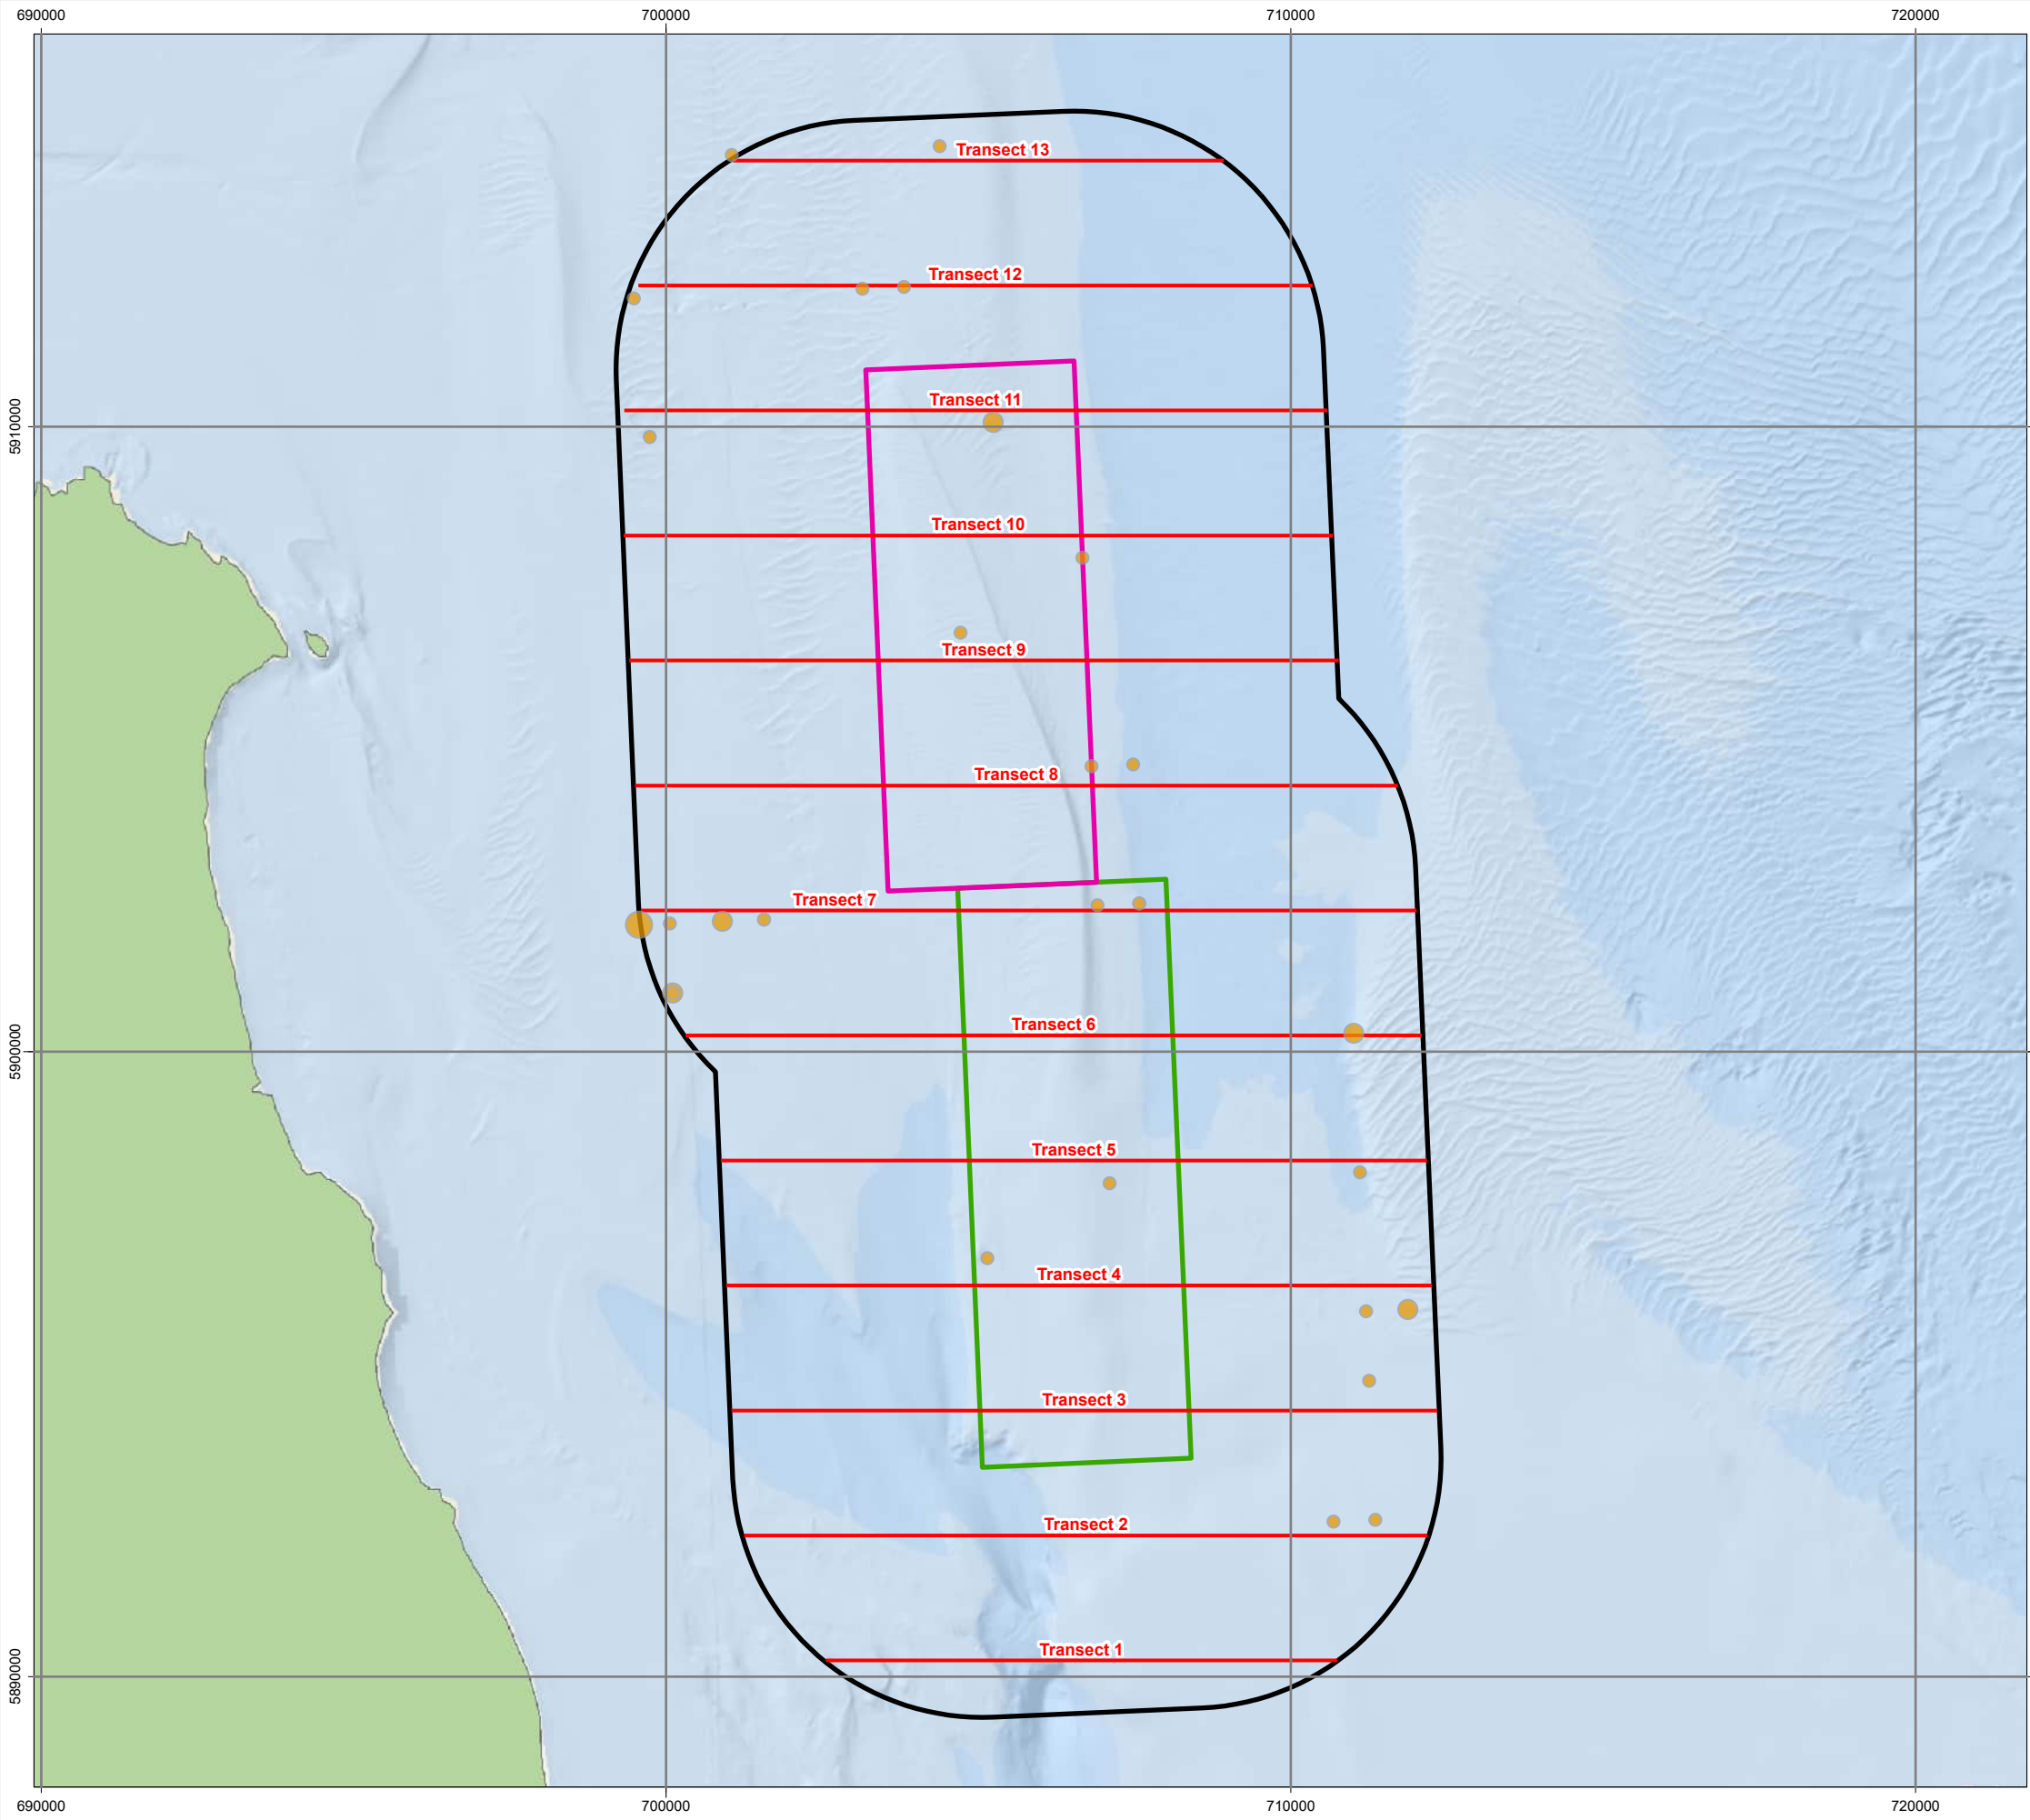 690000 700000 710000 720000
Transect 13
Transect 12
Transect 11
5910000
Transect 10
Transect 9
Transect 8
Transect 7
Transect 6
5900000
Transect 5
Transect 4
Transect 3
Transect 2
Transect 1
5890000
690000 700000 710000 720000